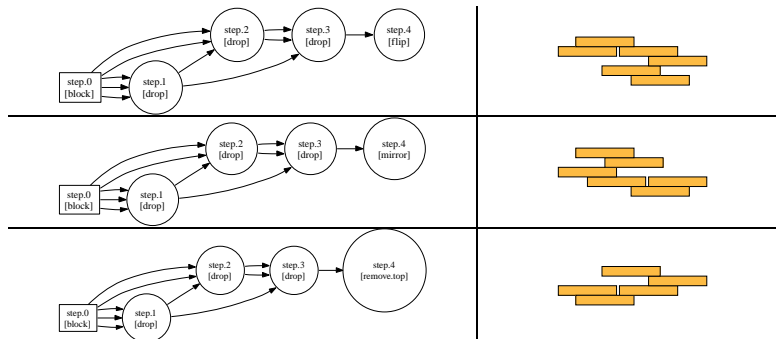 step.2
[drop]
step.3
[drop]
step.4
[flip]
step.0
[block]
step.1
[drop]
step.2
[drop]
step.3
[drop]
step.4
[mirror]
step.0
[block]
step.1
[drop]
step.2
[drop]
step.3
[drop]
step.4
[remove.top]
step.0
[block]
step.1
[drop]